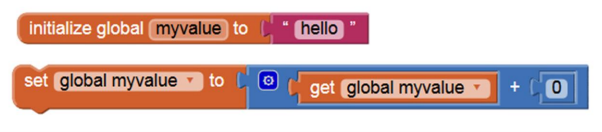 initialize global myvalue to " hello "
set global myvalue to get global myvalue + 0